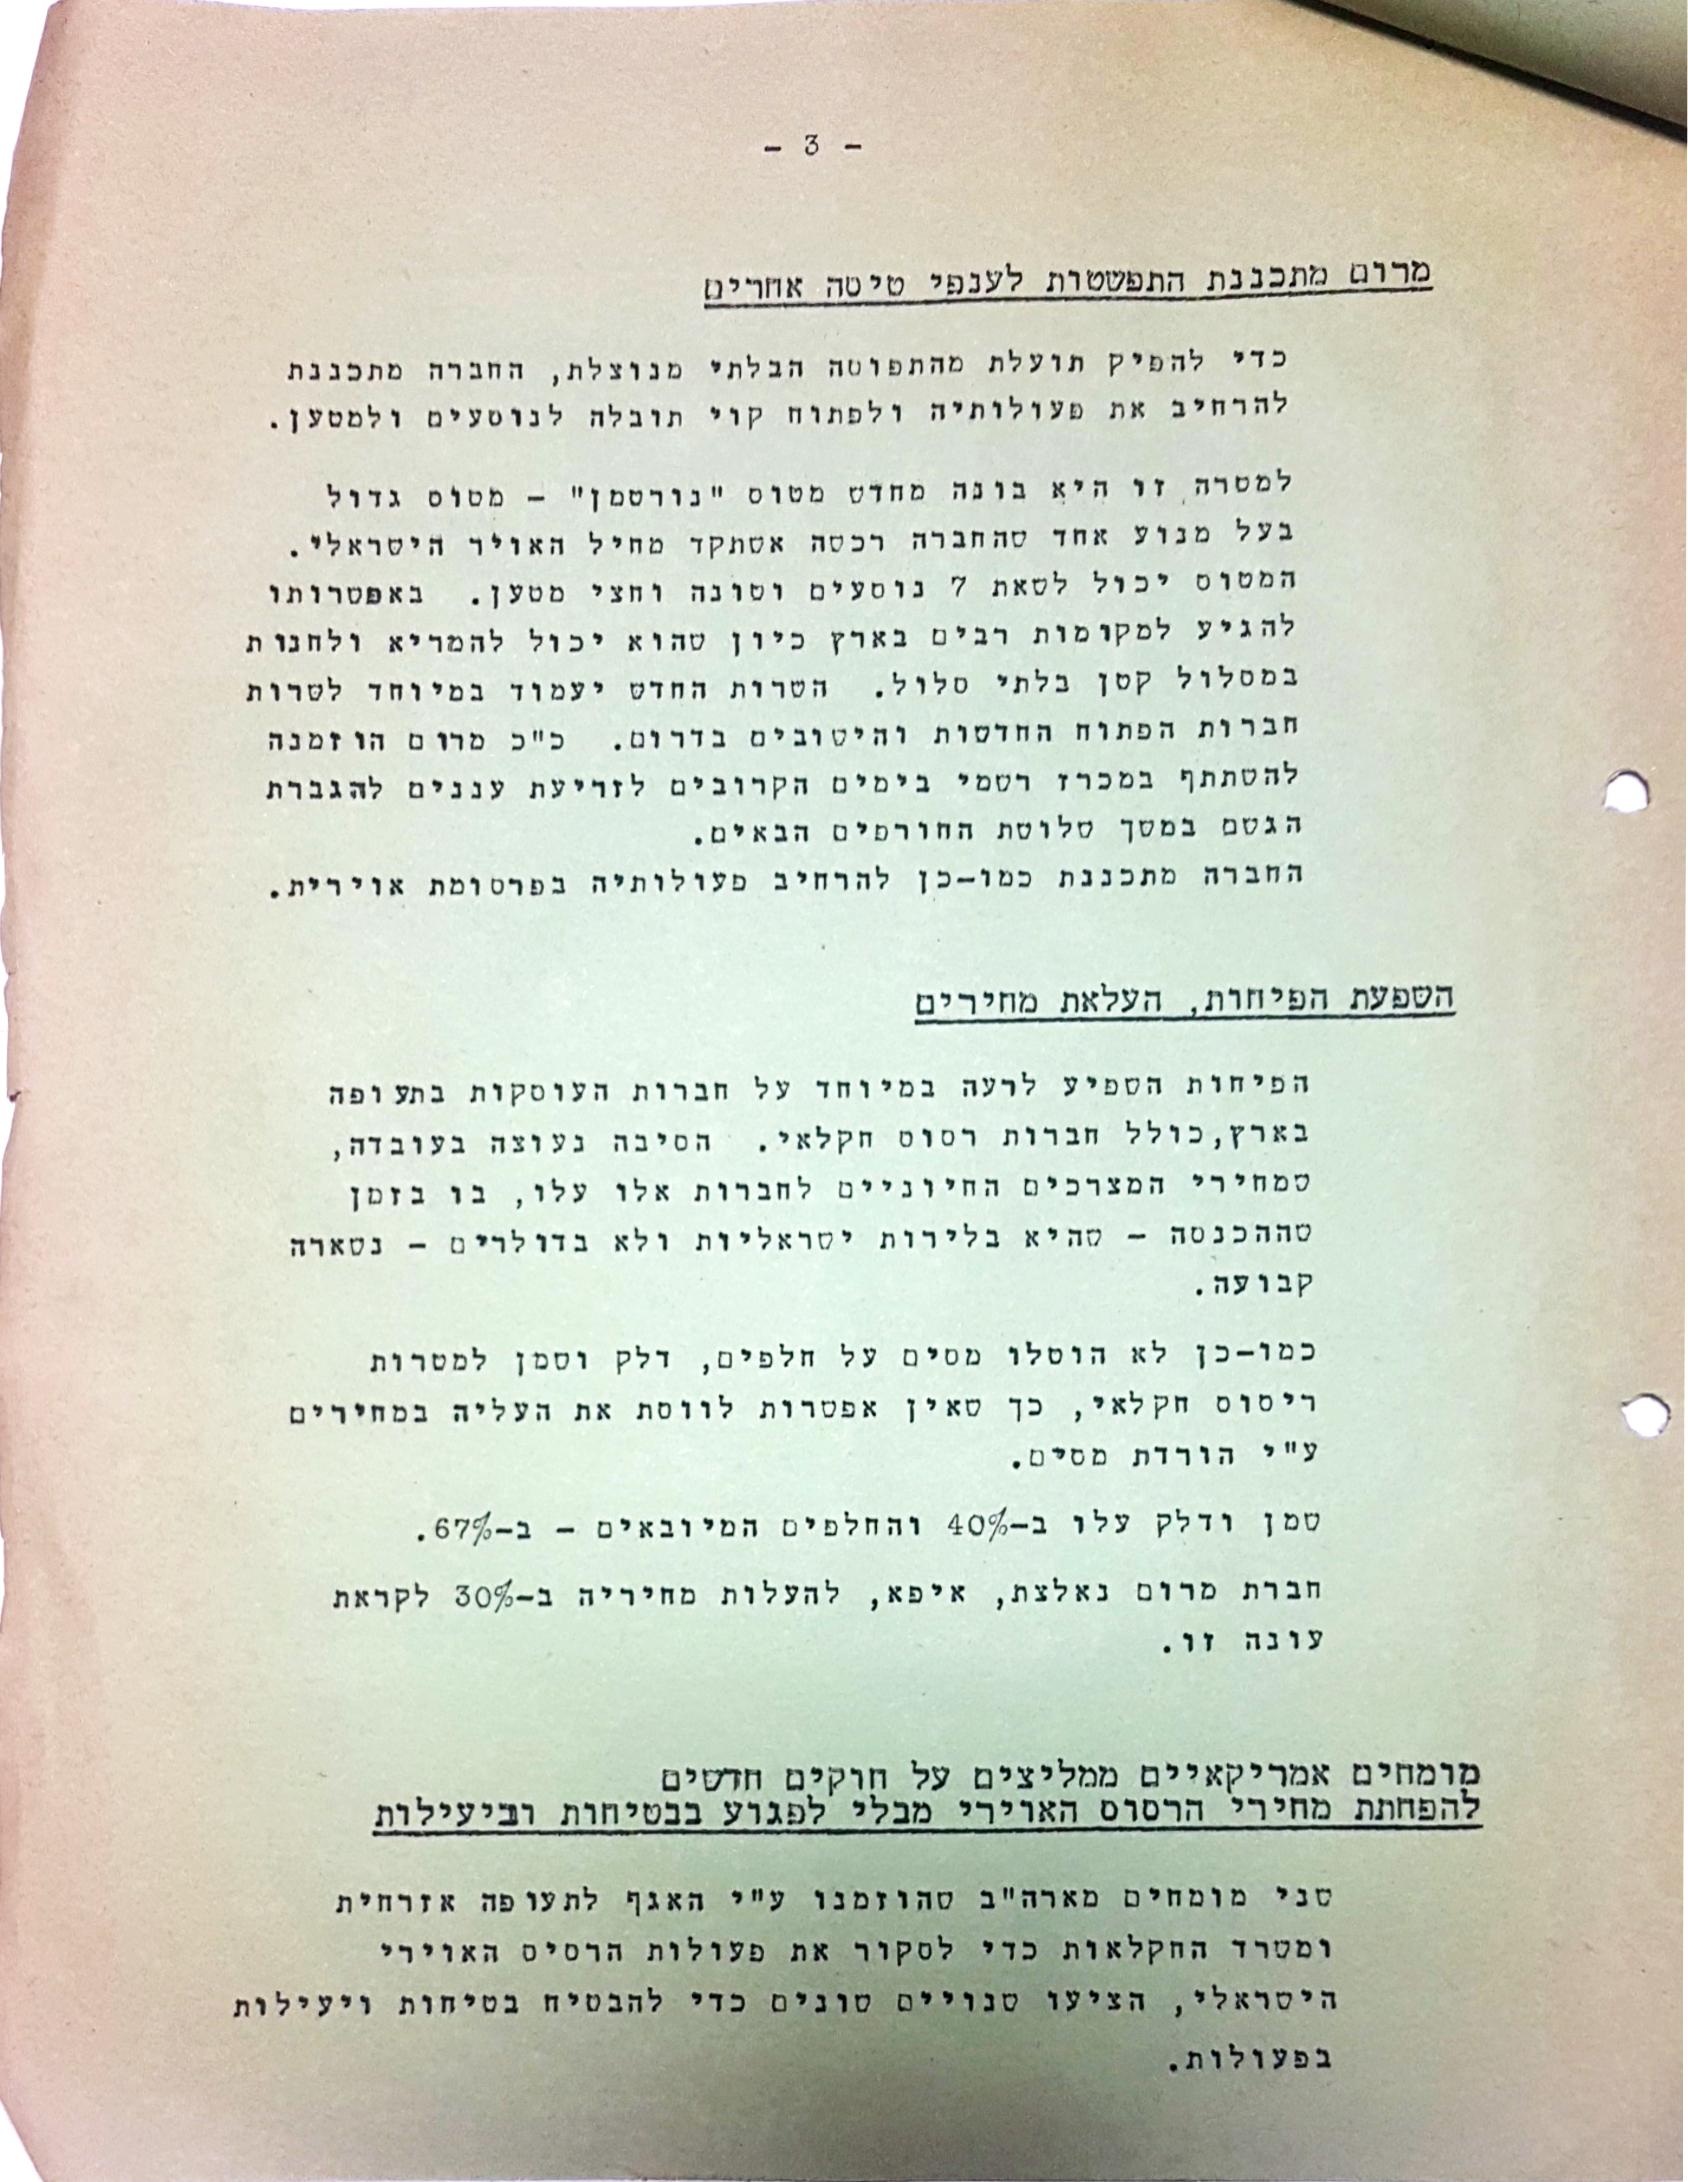 - 3 -
מרום מתכננת התפשטות לענפי טיסה אחרים
כדי להפיק תועלת מהתפוסה הבלתי מנוצלת, החברה מתכננת
להרחיב את פעולותיה ולפתוח קוי תובלה לנוסעים ולמטען.
למטרה זו היא בונה מחדש מטוס "נורסמן" - מטוס גדול
בעל מנוע אחד שהחברה רכשה אשתקד מחיל האויר הישראלי.
המטוס יכול לשאת 7 נוסעים וטונה וחצי מטען. באפשרותו
להגיע למקומות רבים בארץ כיון שהוא יכול להמריא ולחנות
במסלול קטן בלתי סלול. השרות החדש יעמוד במיוחד לשרות
חברות הפתוח החדשות והישובים בדרום. כ"כ מרום הוזמנה
להשתתף במכרז רשמי בימים הקרובים לזריעת עננים להגברת
הגשם במשך שלושת החורפים הבאים.
החברה מתכננת כמו-כן להרחיב פעולותיה בפרסומת אוירית.
השפעת הפיחות, העלאת מחירים
הפיחות השפיע לרעה במיוחד על חברות העוסקות בתעופה
בארץ,כולל חברות רסוס חקלאי. הסיבה נעוצה בעובדה,
שמחירי המצרכים החיוניים לחברות אלו עלו, בו בזמן
שההכנסה - שהיא בלירות ישראליות ולא בדולרים - נשארה
קבועה.
כמו-כן לא הוטלו מסים על חלפים, דלק ושמן למטרות
ריסוס חקלאי, כך שאין אפשרות לווסת את העליה במחירים
ע"י הורדת מסים.
שמן ודלק עלו ב-40% והחלפים המיובאים - ב-67%.
חברת מרום נאלצת, איפא, להעלות מחיריה ב-30% לקראת
עונה זו.
מומחים אמריקאיים ממליצים על חוקים חדשים
להפחתת מחירי הרסוס האוירי מבלי לפגוע בבטיחות וביעילות
שני מומחים מארה"ב שהוזמנו ע"י האגף לתעופה אזרחית
ומשרד החקלאות כדי לסקור את פעולות הרסיס האוירי
הישראלי, הציעו שנויים שונים כדי להבטיח בטיחות ויעילות
בפעולות.